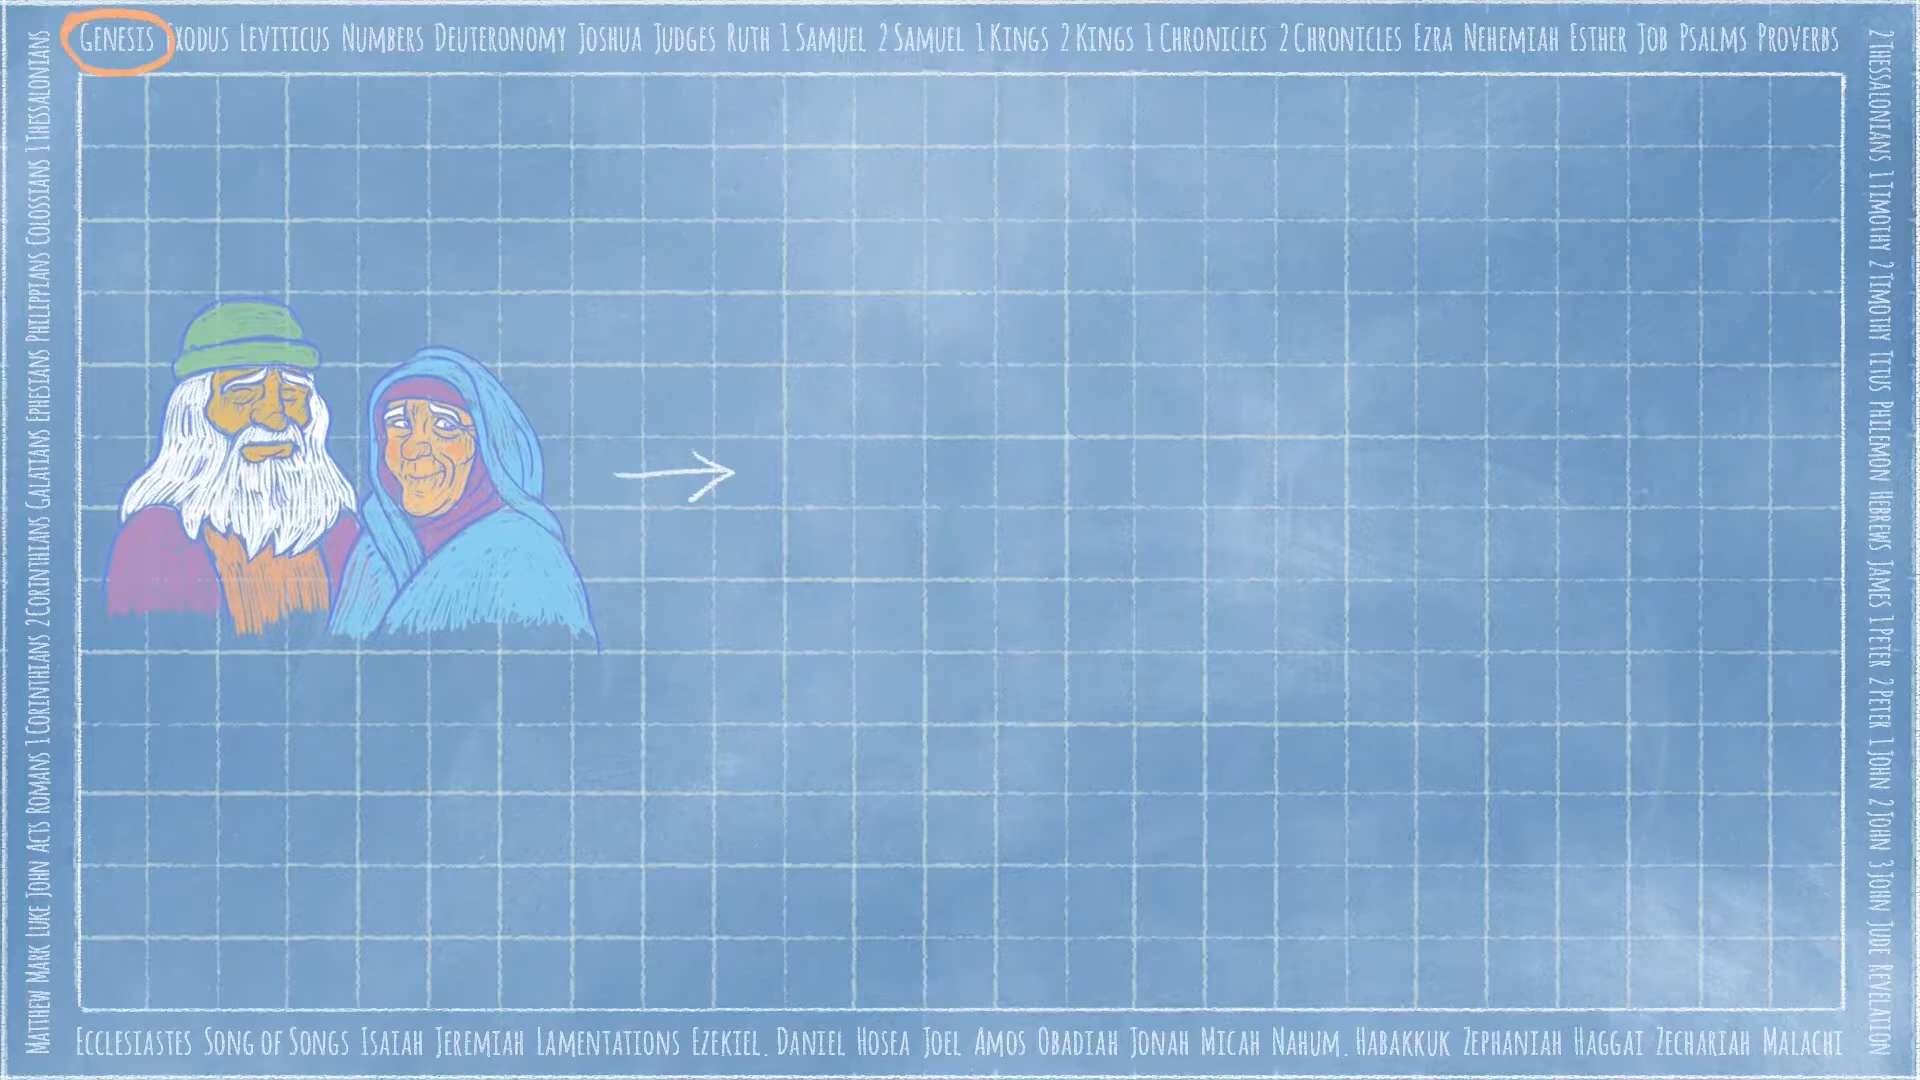 Genesis Exodus Leviticus Numbers Deuteronomy Joshua Judges Ruth 1 Samuel 2 Samuel 1 Kings 2 Kings 1 Chronicles 2 Chronicles Ezra Nehemiah Esther Job Psalms Proverbs
Ecclesiastes Song of Songs Isaiah Jeremiah Lamentations Ezekiel. Daniel Hosea Joel Amos Obadiah Jonah Micah Nahum. Habakkuk Zephaniah Haggai Zechariah Malachi
Matthew Mark Luke John Acts Romans 1 Corinthians 2 Corinthians Galatians Ephesians Philippians Colossians 1 Thessalonians
2 Thessalonians 1 Timothy 2 Timothy Titus Philemon Hebrews James 1 Peter 2 Peter 1 John 2 John 3 John Jude Revelation